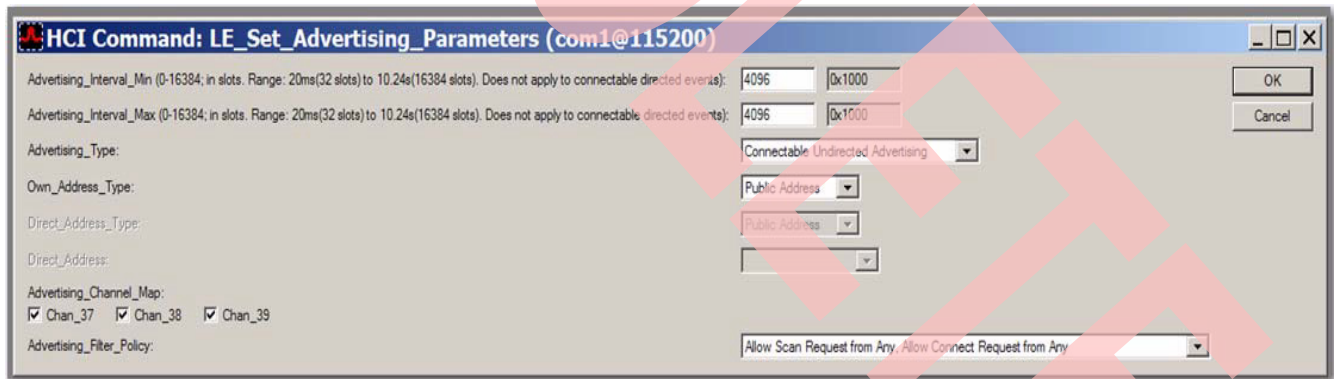 HCI Command: LE_Set_Advertising_Parameters (com1@115200)
Advertising_Interval_Min (0-16384; in slots. Range: 20ms(32 slots) to 10.24s(16384 slots). Does not apply to connectable directed events): 4096 0x1000 OK
Advertising_Interval_Max (0-16384; in slots. Range: 20ms(32 slots) to 10.24s(16384 slots). Does not apply to connectable directed events): 4096 0x1000 Cancel
Advertising_Type: Connectable Undirected Advertising
Own_Address_Type: Public Address
Direct_Address_Type: Public Address
Direct_Address:
Advertising_Channel_Map:
Chan_37 Chan_38 Chan_39
Advertising_Filter_Policy: Allow Scan Request from Any, Allow Connect Request from Any